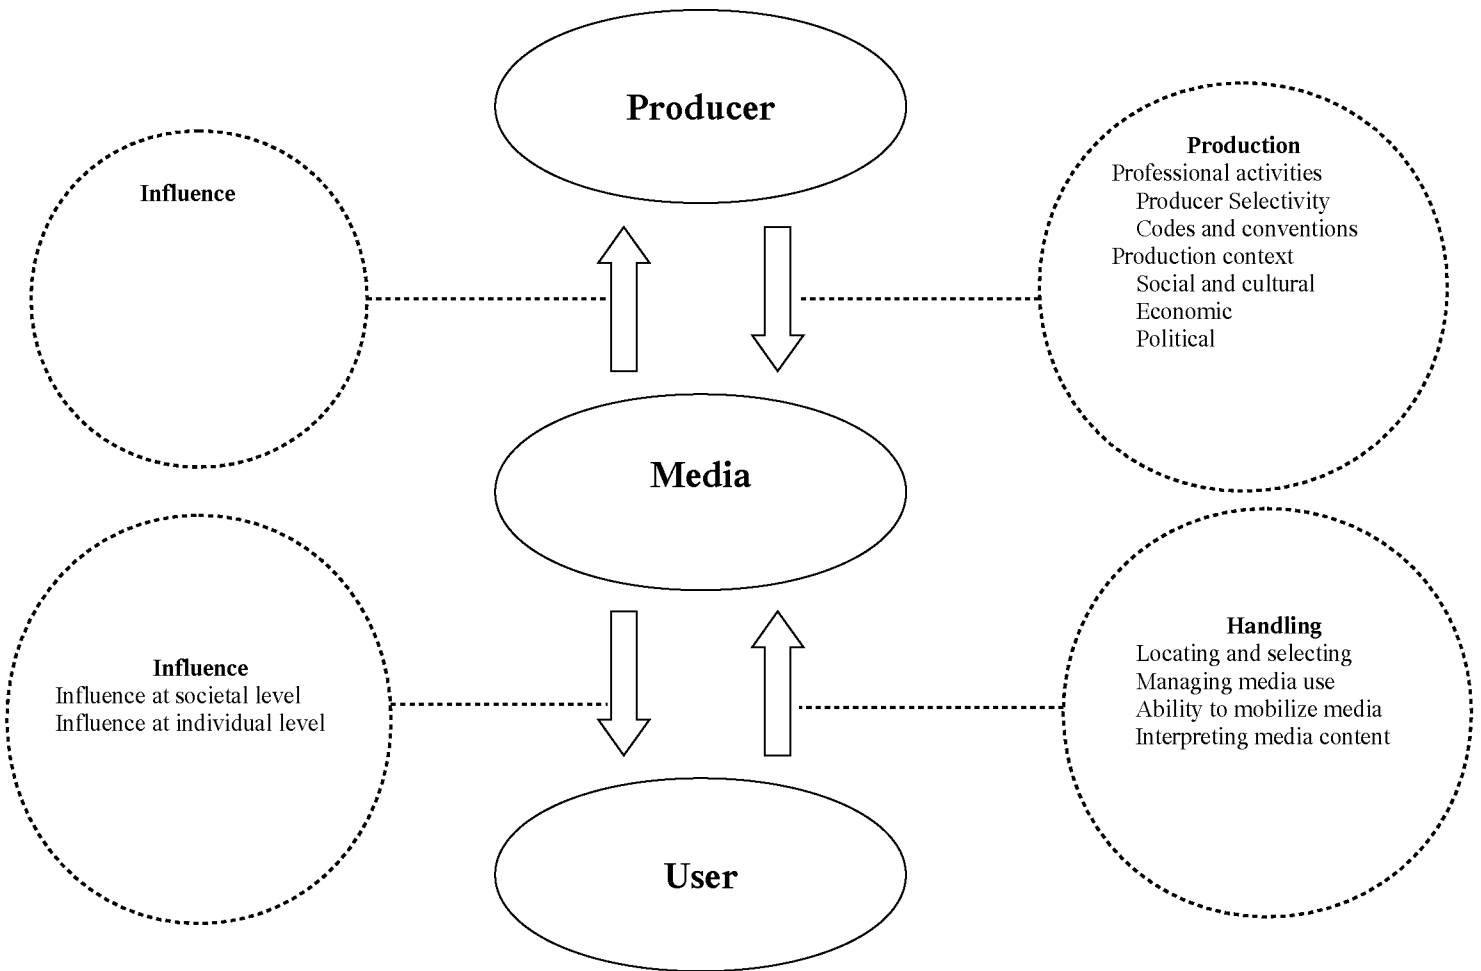 Producer
Influence
Production
Professional activities
Producer Selectivity
Codes and conventions
Production context
Social and cultural
Economic
Political
Media
Influence
Influence at societal level
Influence at individual level
Handling
Locating and selecting
Managing media use
Ability to mobilize media
Interpreting media content
User